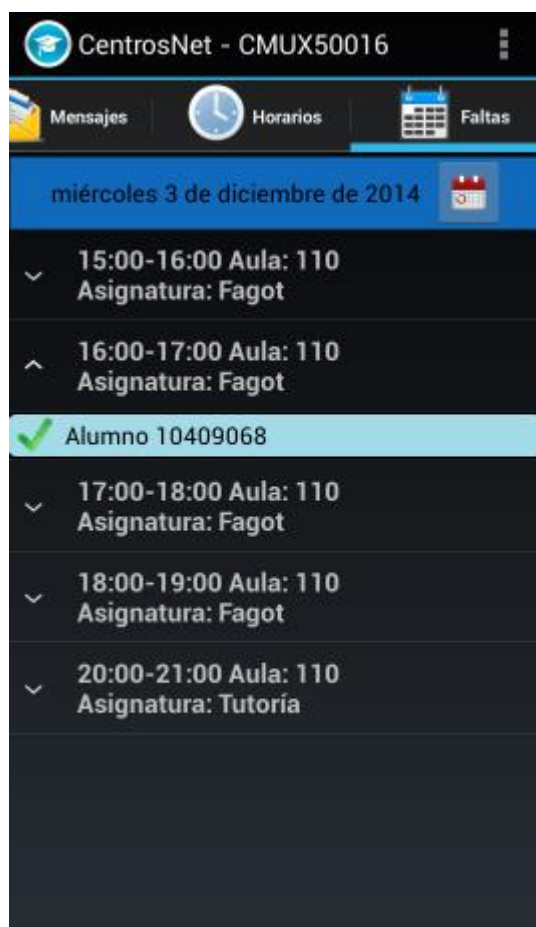 CentrosNet - CMUX50016
Mensajes Horarios Faltas
miércoles 3 de diciembre de 2014
15:00-16:00 Aula: 110
Asignatura: Fagot
16:00-17:00 Aula: 110
Asignatura: Fagot
Alumno 10409068
17:00-18:00 Aula: 110
Asignatura: Fagot
18:00-19:00 Aula: 110
Asignatura: Fagot
20:00-21:00 Aula: 110
Asignatura: Tutoría